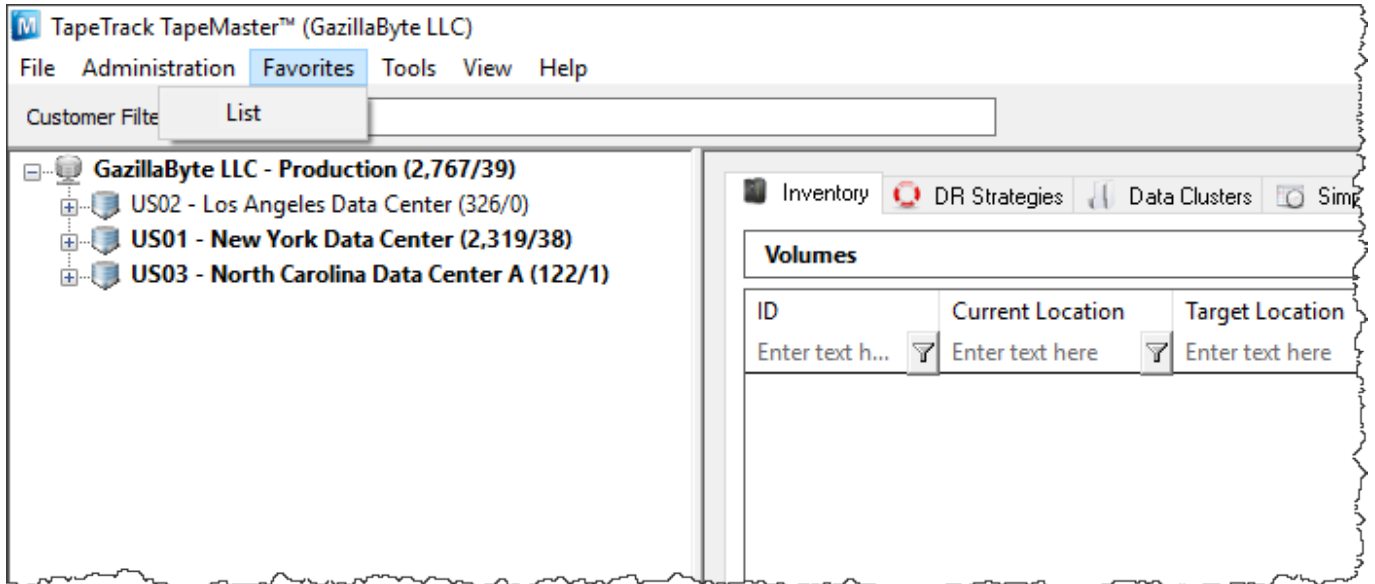 TapeTrack TapeMaster™ (GazillaByte LLC)
File Administration Favorites Tools View Help
Customer Filte
List
GazillaByte LLC - Production (2,767/39)
US02 - Los Angeles Data Center (326/0)
US01 - New York Data Center (2,319/38)
US03 - North Carolina Data Center A (122/1)
Inventory DR Strategies Data Clusters Simp
Volumes
ID Current Location Target Location
Enter text h... Enter text here Enter text here